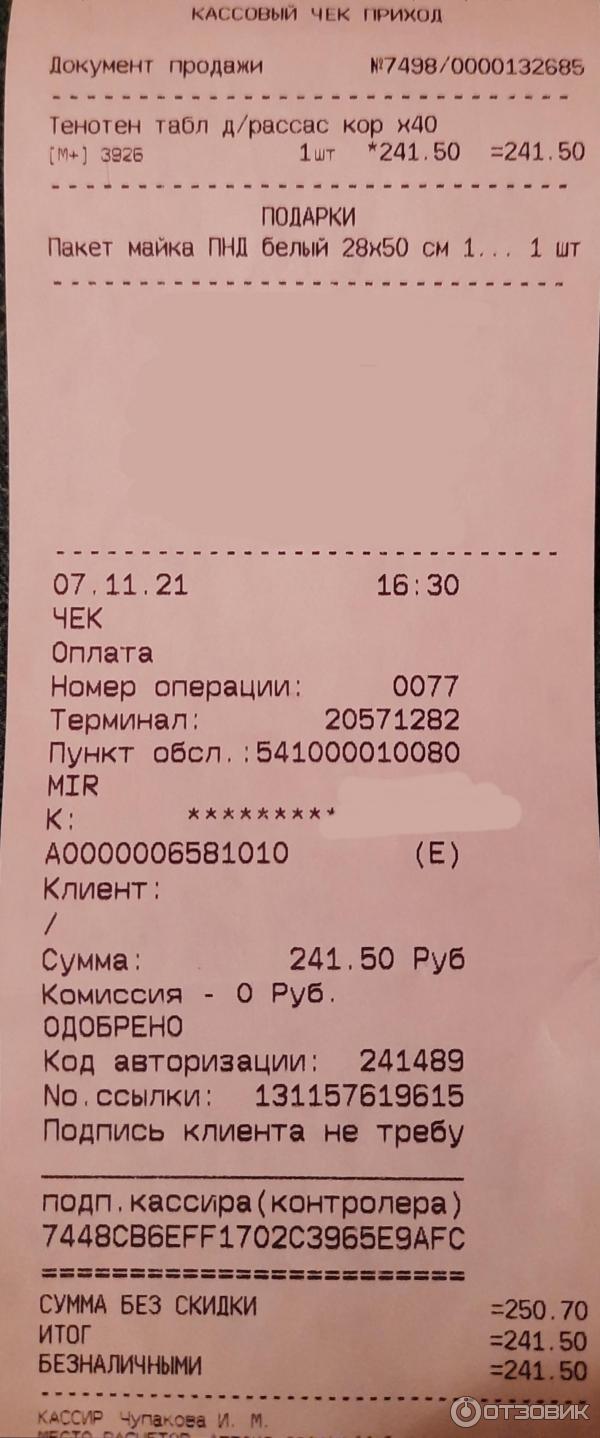 КАССОВЫЙ ЧЕК ПРИХОД
Документ продажи №7498/0000132685
Тенотен табл д/рассас кор х40
[М+] 3926 1шт *241.50 =241.50
ПОДАРКИ
Пакет майка ПНД белый 28х50 см 1... 1 шт
07.11.21 16:30
ЧЕК
Оплата
Номер операции: 0077
Терминал: 20571282
Пункт обсл.:541000010080
MIR
К: *********
A0000006581010 (E)
Клиент:
/
Сумма: 241.50 Руб
Комиссия - 0 Руб.
ОДОБРЕНО
Код авторизации: 241489
No.ссылки: 131157619615
Подпись клиента не требу
подп.кассира(контролера)
7448CB6EFF1702C3965E9AFC
========================
СУММА БЕЗ СКИДКИ =250.70
ИТОГ =241.50
БЕЗНАЛИЧНЫМИ =241.50
КАССИР Чупакова И. М.
МЕСТО РАСЧЕТОВ
ОТЗОВИК